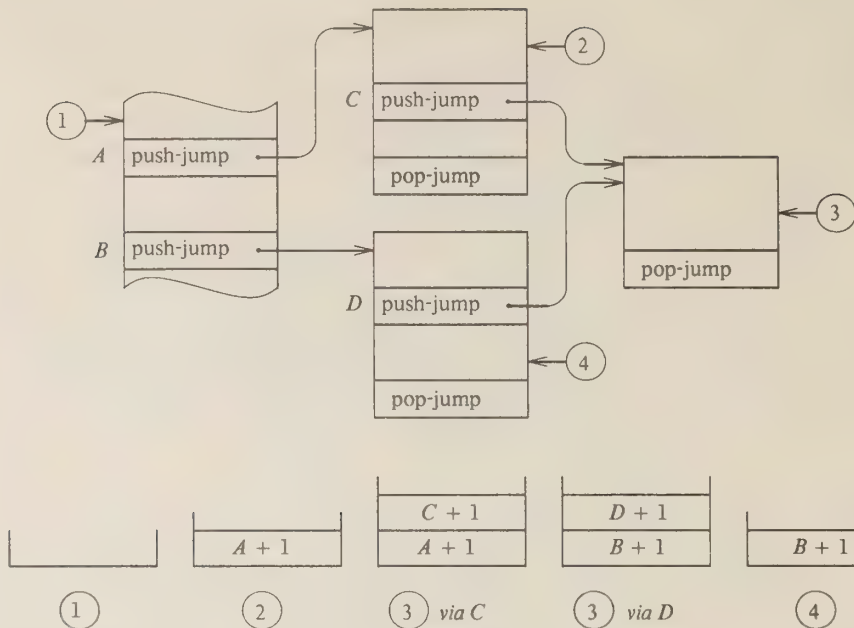 2
C push-jump
1
A push-jump
pop-jump
3
B push-jump
pop-jump
D push-jump
4
pop-jump
C + 1 D + 1
A + 1 A + 1 B + 1 B + 1
1 2 3 via C 3 via D 4